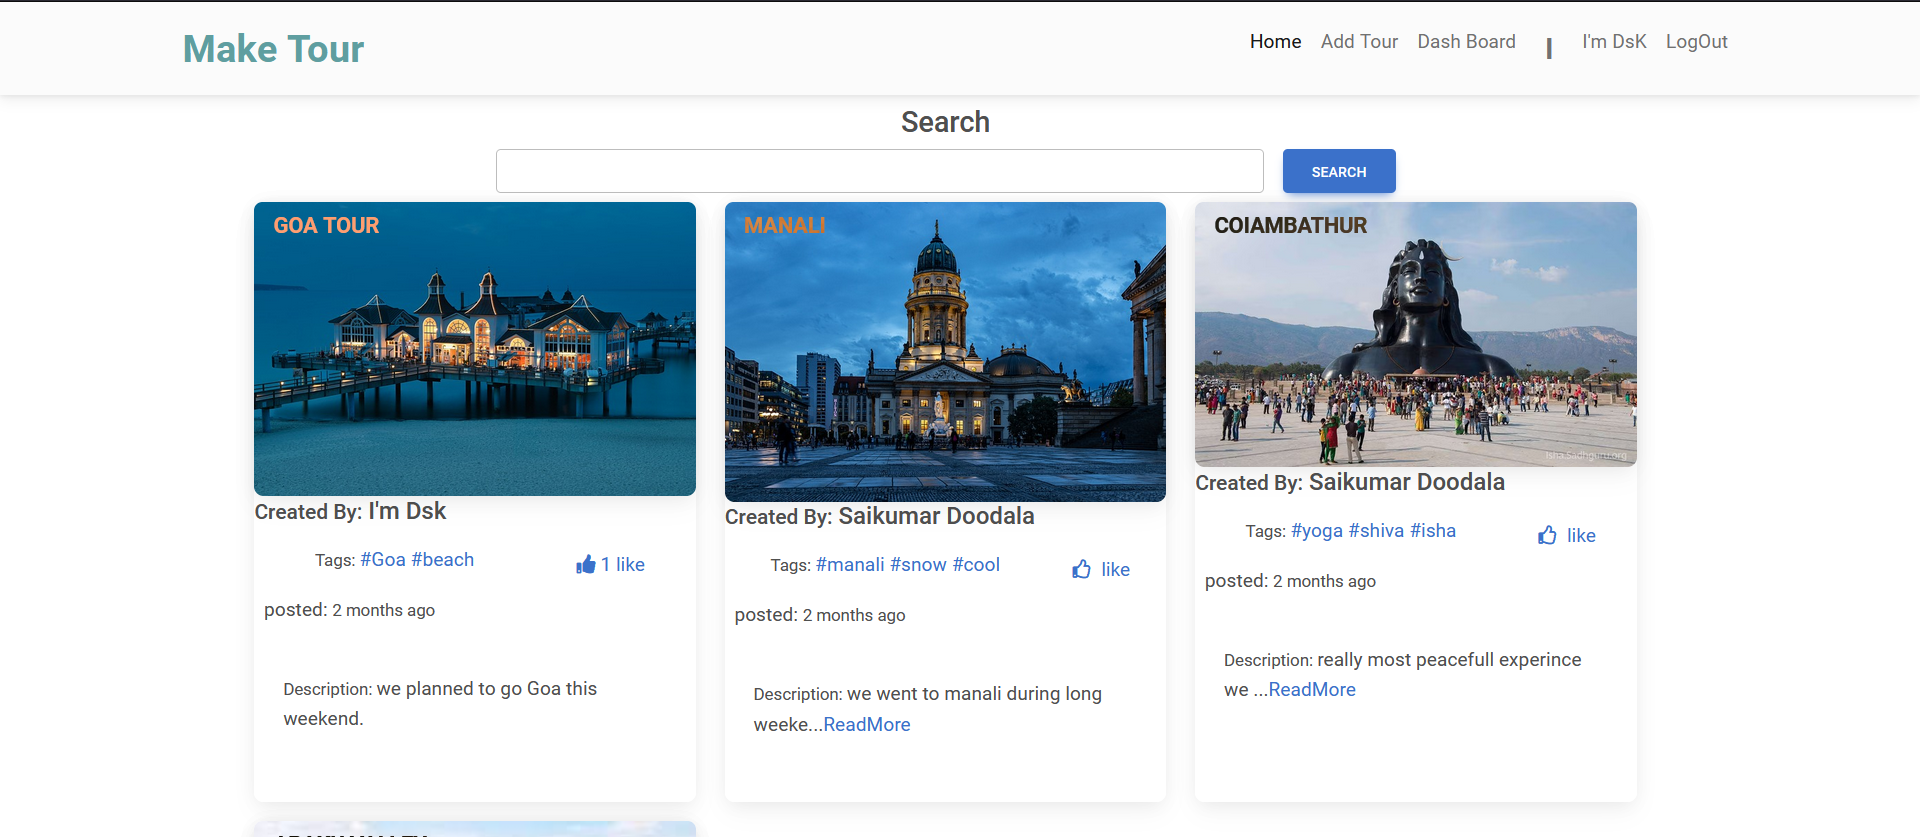 Make Tour
Home Add Tour Dash Board | I'm DsK LogOut
Search
SEARCH
GOA TOUR
Created By: I'm Dsk
Tags: #Goa #beach
1 like
posted: 2 months ago
Description: we planned to go Goa this
weekend.
MANALI
Created By: Saikumar Doodala
Tags: #manali #snow #cool
like
posted: 2 months ago
Description: we went to manali during long
weeke...ReadMore
COIAMBATHUR
isha.sadhguru.org
Created By: Saikumar Doodala
Tags: #yoga #shiva #isha
like
posted: 2 months ago
Description: really most peacefull experince
we ...ReadMore